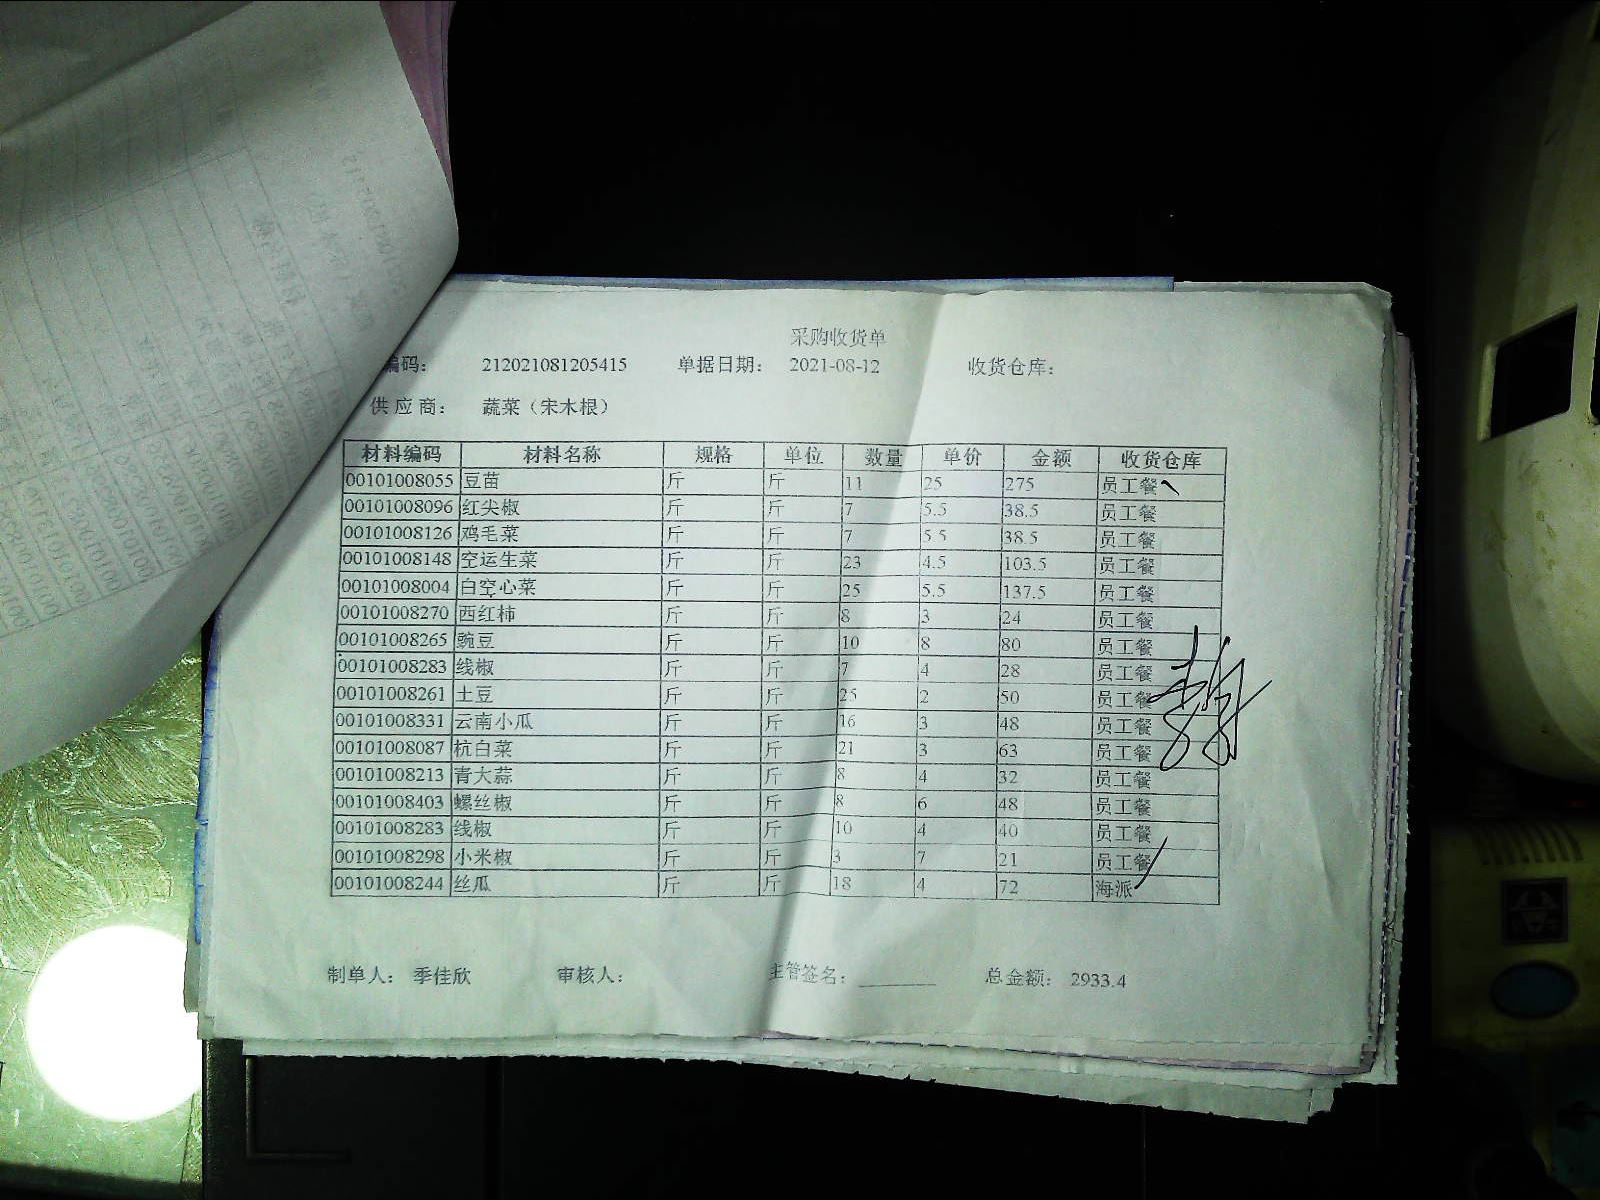 采购收货单
编码： 212021081205415 单据日期： 2021-08-12 收货仓库：
供应商： 蔬菜（宋木根）
材料编码 材料名称 规格 单位 数量 单价 金额 收货仓库
00101008055 豆苗 斤 斤 11 25 275 员工餐
00101008096 红尖椒 斤 斤 7 5.5 38.5 员工餐
00101008126 鸡毛菜 斤 斤 7 5.5 38.5 员工餐
00101008148 空运生菜 斤 斤 23 4.5 103.5 员工餐
00101008004 白空心菜 斤 斤 25 5.5 137.5 员工餐
00101008270 西红柿 斤 斤 8 3 24 员工餐
00101008265 豌豆 斤 斤 10 8 80 员工餐
00101008283 线椒 斤 斤 7 4 28 员工餐
00101008261 土豆 斤 斤 25 2 50 员工餐
00101008331 云南小瓜 斤 斤 16 3 48 员工餐
00101008087 杭白菜 斤 斤 21 3 63 员工餐
00101008213 青大蒜 斤 斤 8 4 32 员工餐
00101008403 螺丝椒 斤 斤 8 6 48 员工餐
00101008283 线椒 斤 斤 10 4 40 员工餐
00101008298 小米椒 斤 斤 3 7 21 员工餐
00101008244 丝瓜 斤 斤 18 4 72 海派
制单人： 季佳欣 审核人： 主管签名： 总金额： 2933.4